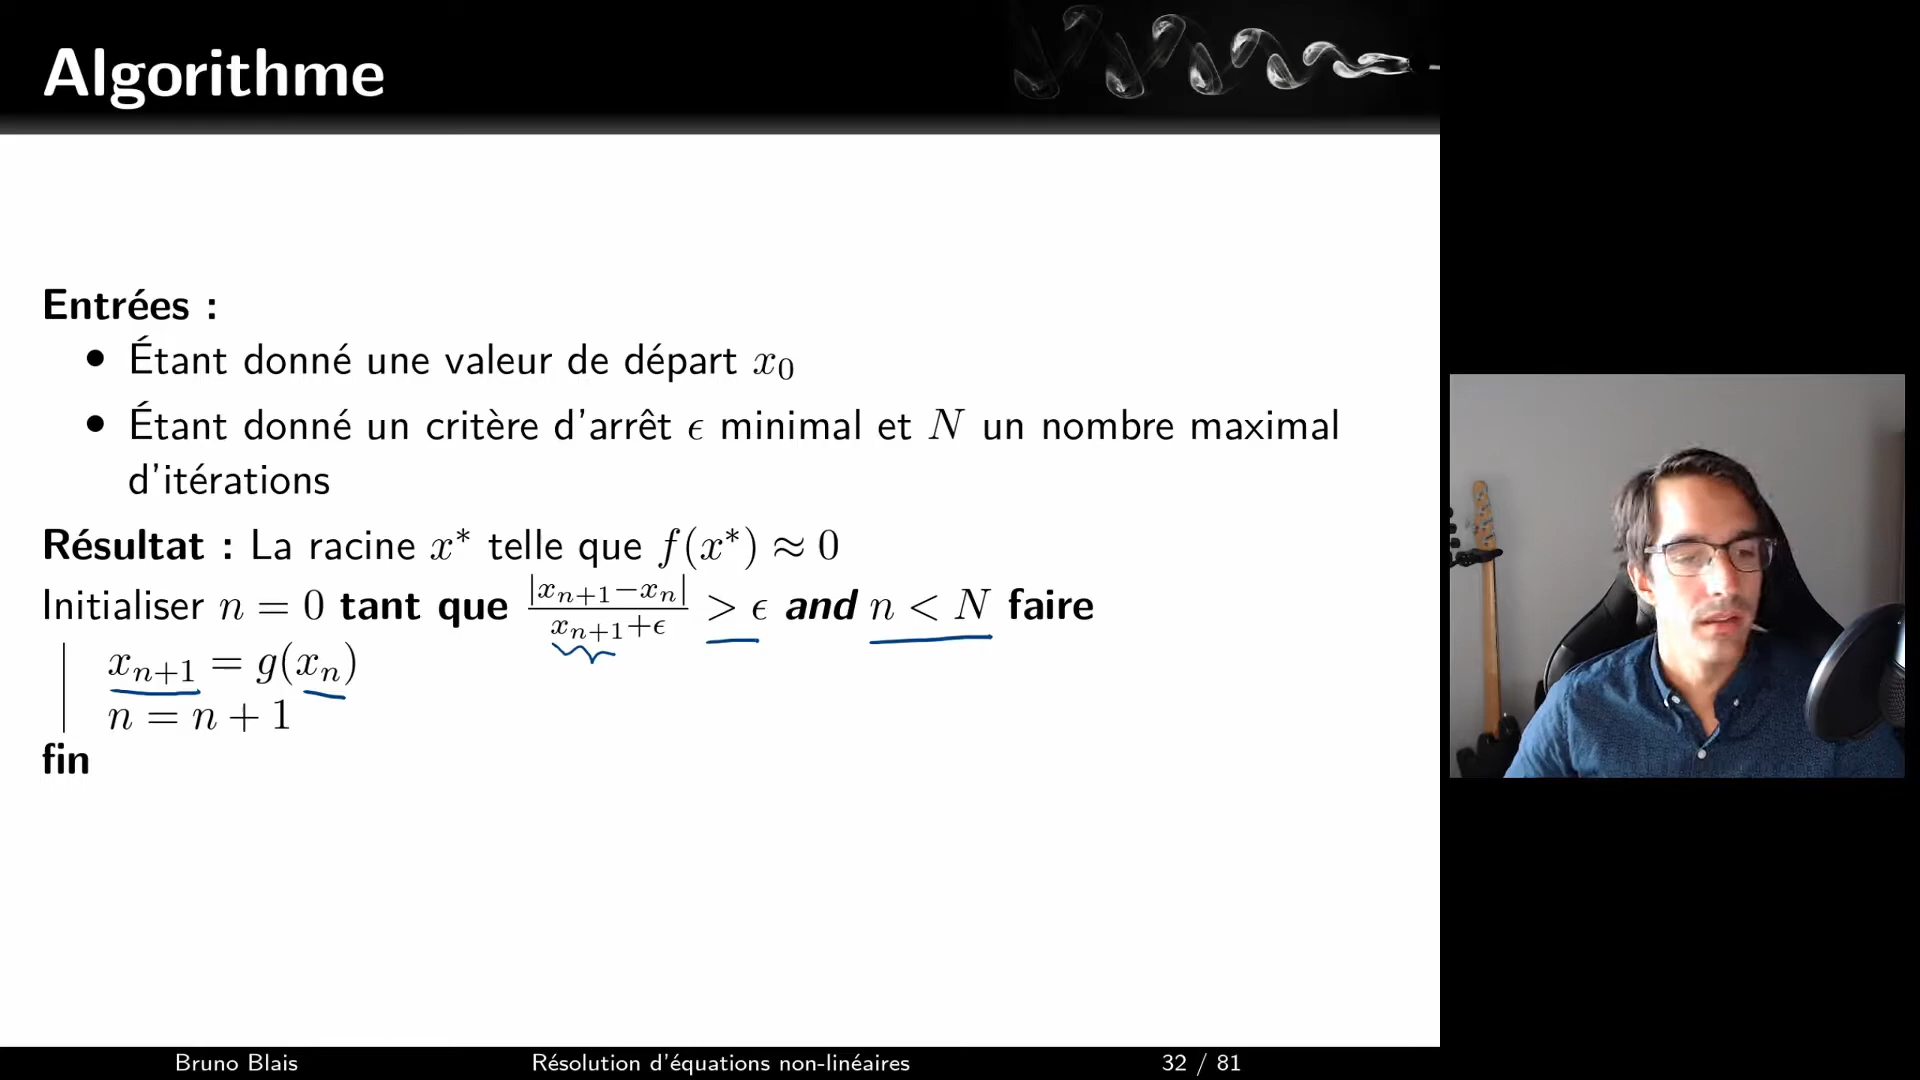 Algorithme
Entrées :
• Étant donné une valeur de départ x₀
• Étant donné un critère d'arrêt ϵ minimal et N un nombre maximal
d'itérations
Résultat : La racine x* telle que f(x*) ≈ 0
Initialiser n = 0 tant que |xₙ₊₁−xₙ| / xₙ₊₁+ϵ > ϵ and n < N faire
xₙ₊₁ = g(xₙ)
n = n + 1
fin
Bruno Blais Résolution d'équations non-linéaires 32 / 81